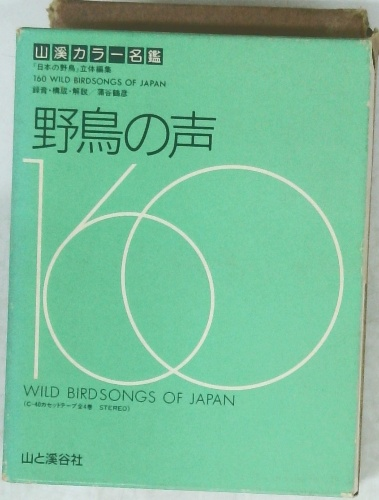 山溪カラー名鑑
「日本の野鳥」立体編集
160 WILD BIRDSONGS OF JAPAN
録音・構成・解説／蒲谷鶴彦
野鳥の声
160
WILD BIRDSONGS OF JAPAN
(C-40カセットテープ全4巻 STEREO)
山と溪谷社